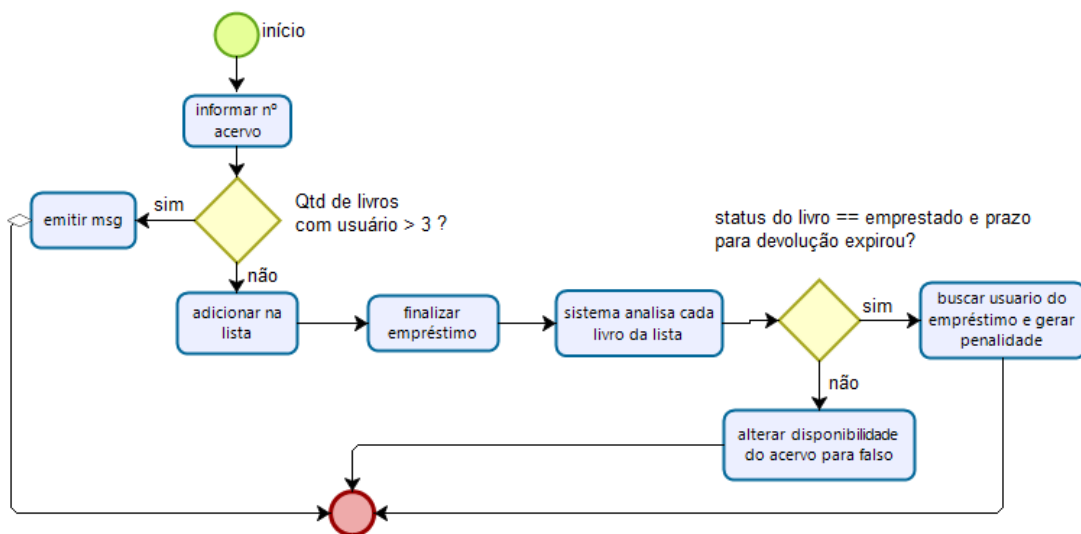 início
informar nº
acervo
Qtd de livros
com usuário > 3 ?
sim
emitir msg
não
adicionar na
lista
finalizar
empréstimo
sistema analisa cada
livro da lista
status do livro == emprestado e prazo
para devolução expirou?
sim
buscar usuario do
empréstimo e gerar
penalidade
não
alterar disponibilidade
do acervo para falso